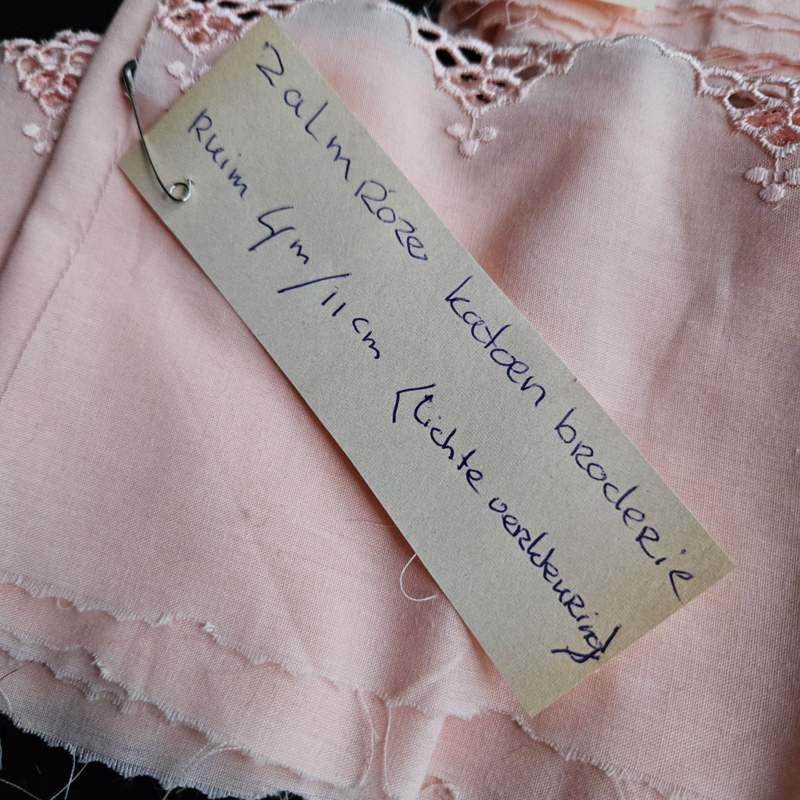 Zalmroze katoen broderie
Ruim 4m/11cm (lichte verkleuring)